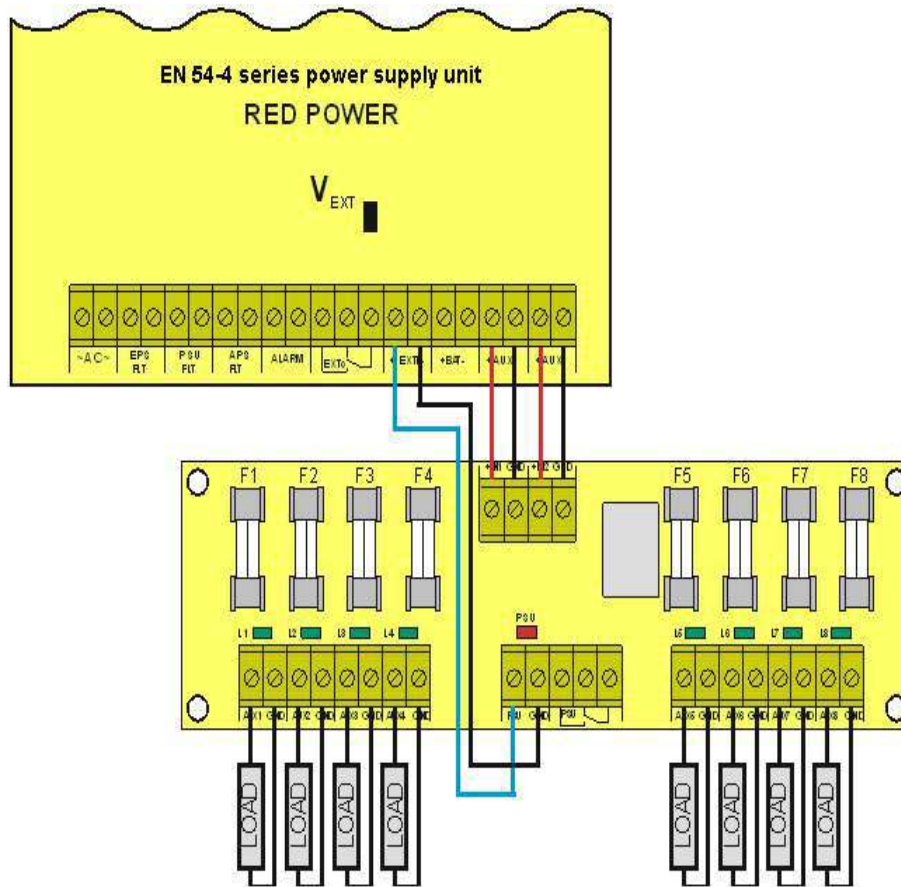 EN 54-4 series power supply unit
RED POWER
VEXT
~AC~ EPS FLT PSU FLT APS FLT ALARM EXTo + EXTi - +BAT- +AUX +AUX
+IN1 GND +IN2 GND
F1 F2 F3 F4 F5 F6 F7 F8
PSU
L1 L2 L3 L4 L5 L6 L7 L8
AUX1 GND AUX2 GND AUX3 GND AUX4 GND PSU GND PSU AUX5 GND AUX6 GND AUX7 GND AUX8 GND
LOAD LOAD LOAD LOAD LOAD LOAD LOAD LOAD